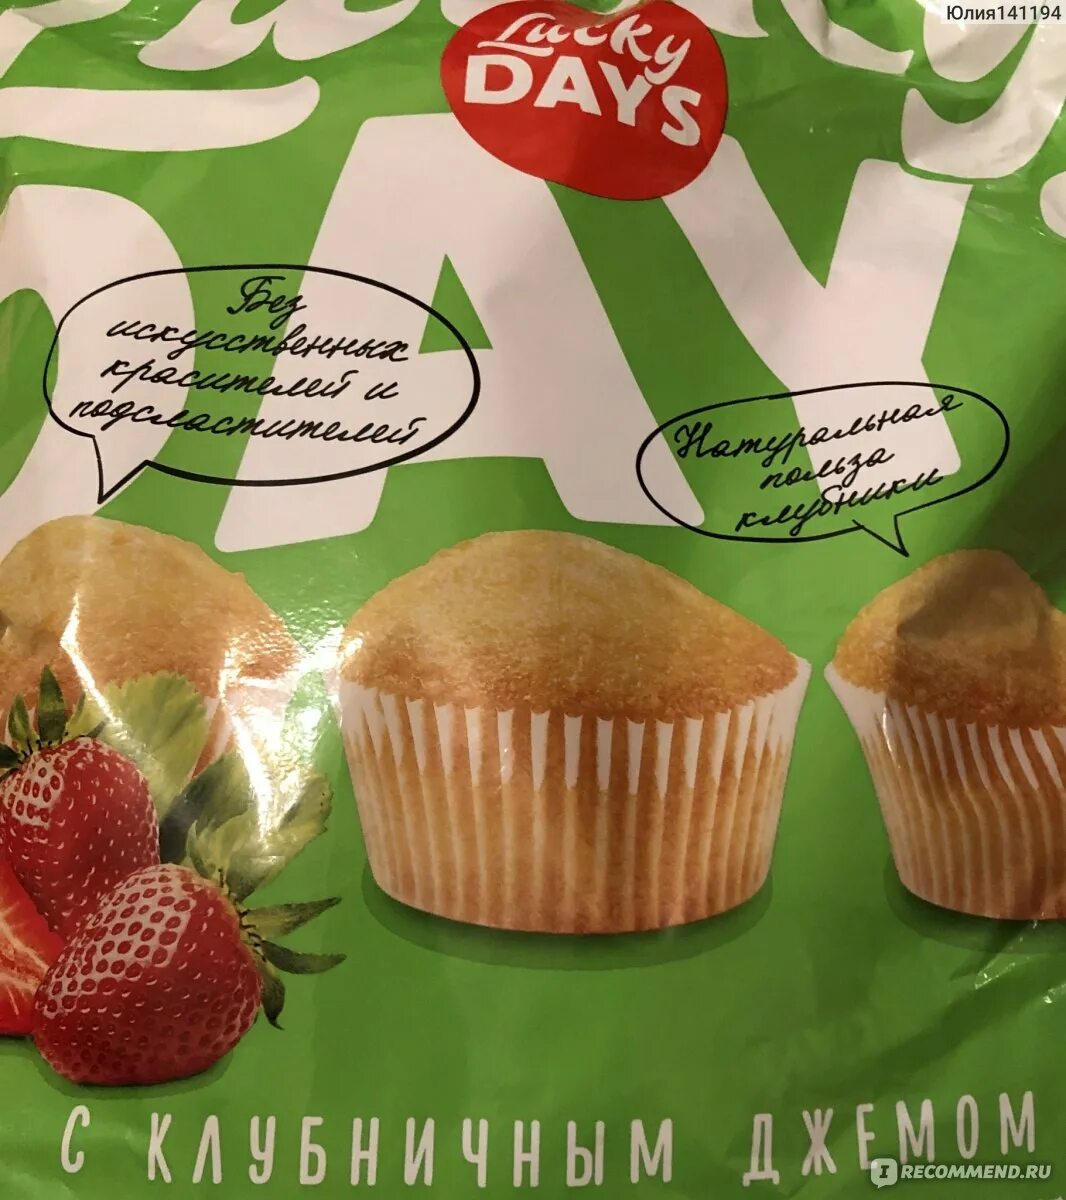 Юлия141194
Lucky
DAYS
DAY
Без
искусственных
красителей и
подсластителей
Натуральная
польза
клубники
С КЛУБНИЧНЫМ ДЖЕМОМ
RECOMMEND.RU